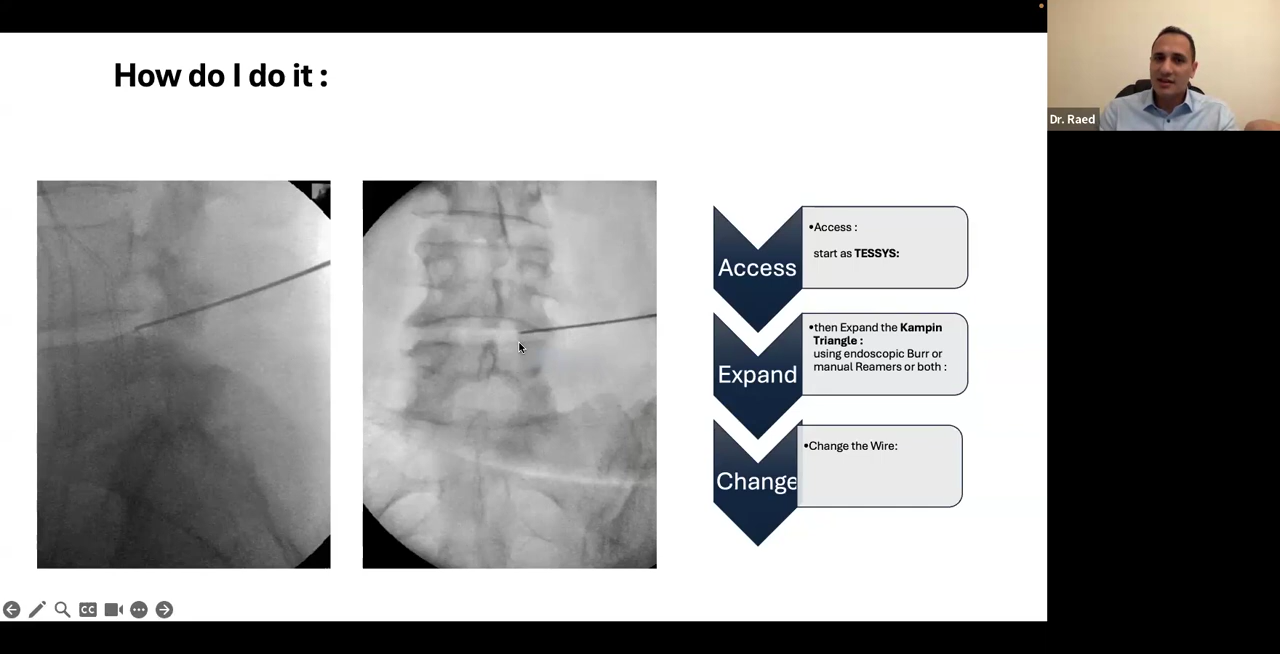 How do I do it :
Dr. Raed
Access
•Access :
start as TESSYS:
Expand
•then Expand the Kampin
Triangle :
using endoscopic Burr or
manual Reamers or both :
Change
•Change the Wire:
CC